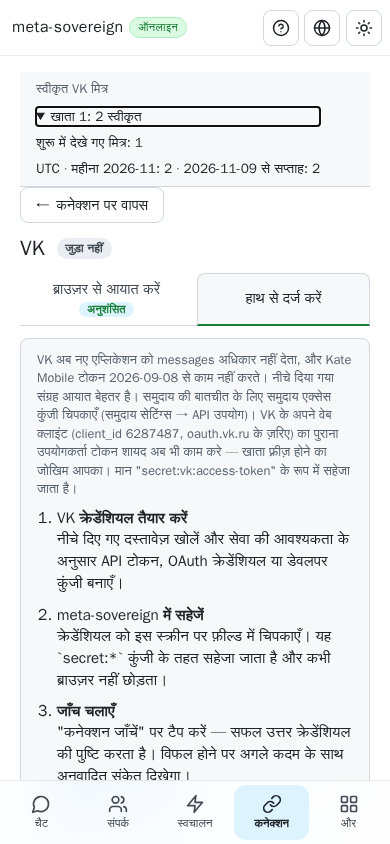 meta-sovereign ऑनलाइन
स्वीकृत VK मित्र
▼ खाता 1: 2 स्वीकृत
शुरू में देखे गए मित्र: 1
UTC · महीना 2026-11: 2 · 2026-11-09 से सप्ताह: 2
← कनेक्शन पर वापस
VK जुड़ा नहीं
ब्राउज़र से आयात करें
अनुशंसित
हाथ से दर्ज करें
VK अब नए एप्लिकेशन को messages अधिकार नहीं देता, और Kate
Mobile टोकन 2026-09-08 से काम नहीं करते। नीचे दिया गया
संग्रह आयात बेहतर है। समुदाय की बातचीत के लिए समुदाय एक्सेस
कुंजी चिपकाएँ (समुदाय सेटिंग्स → API उपयोग)। VK के अपने वेब
क्लाइंट (client_id 6287487, oauth.vk.ru के ज़रिए) का पुराना
उपयोगकर्ता टोकन शायद अब भी काम करे — खाता फ़्रीज़ होने का
जोखिम आपका। मान "secret:vk:access-token" के रूप में सहेजा
जाता है।
1. VK क्रेडेंशियल तैयार करें
नीचे दिए गए दस्तावेज़ खोलें और सेवा की आवश्यकता के
अनुसार API टोकन, OAuth क्रेडेंशियल या डेवलपर
कुंजी बनाएँ।
2. meta-sovereign में सहेजें
क्रेडेंशियल को इस स्क्रीन पर फ़ील्ड में चिपकाएँ। यह
`secret:*` कुंजी के तहत सहेजा जाता है और कभी
ब्राउज़र नहीं छोड़ता।
3. जाँच चलाएँ
"कनेक्शन जाँचें" पर टैप करें — सफल उत्तर क्रेडेंशियल
की पुष्टि करता है। विफल होने पर अगले कदम के साथ
अनुवादित संकेत दिखेगा।
चैट
संपर्क
स्वचालन
कनेक्शन
और